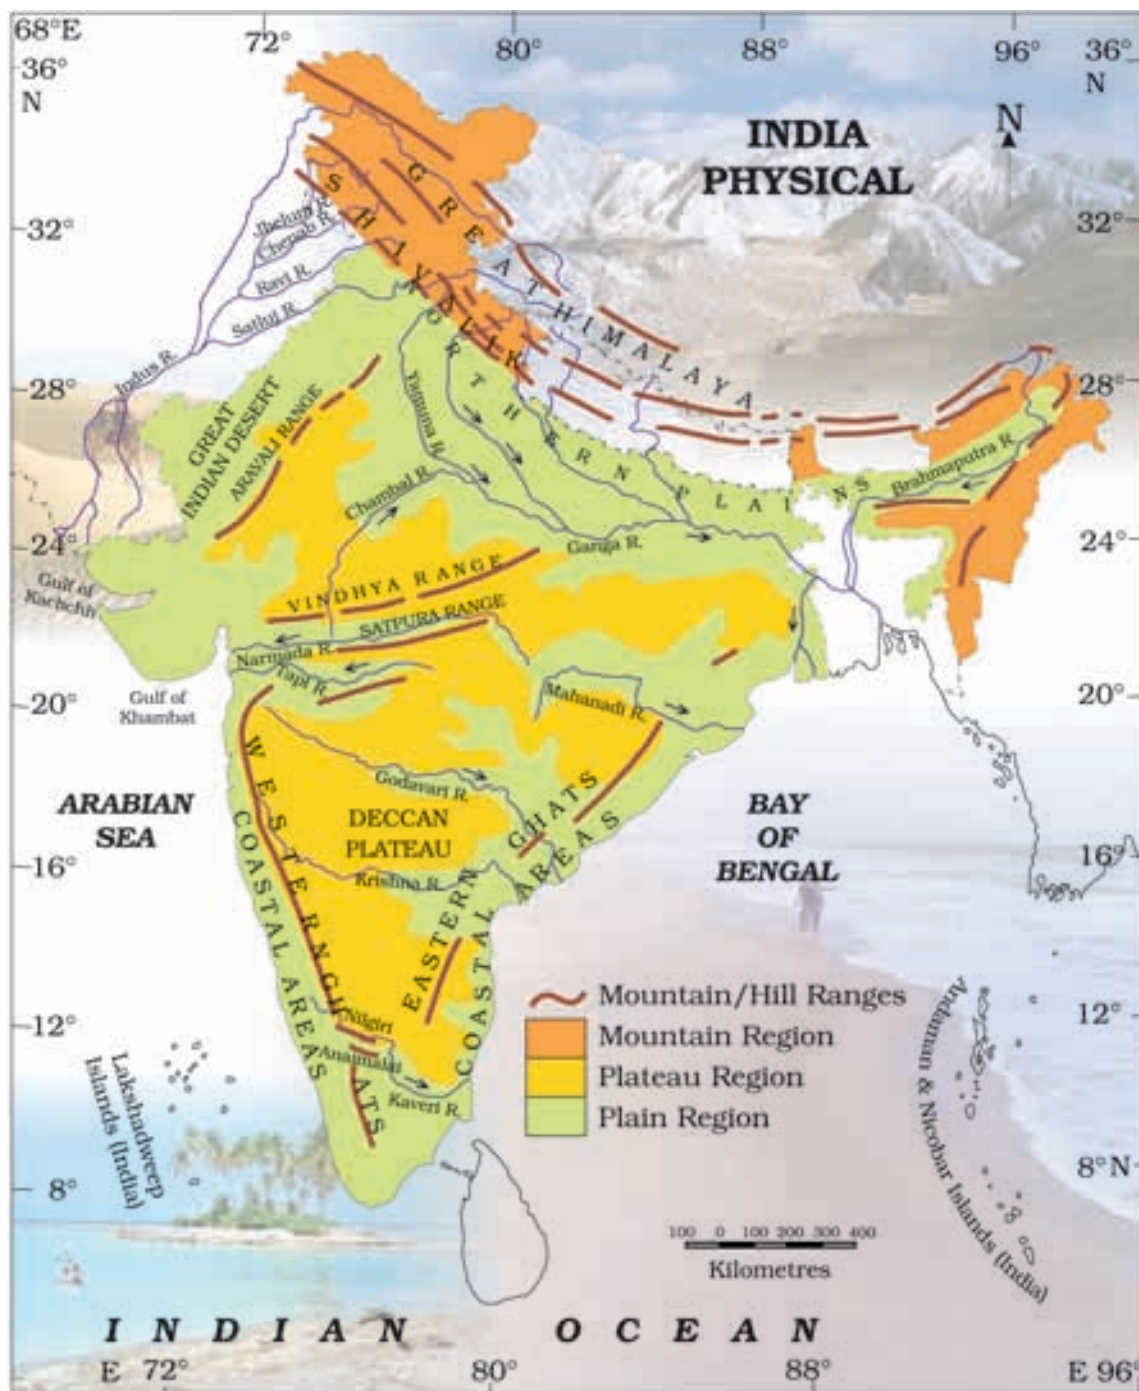 68°E
72°
80°
88°
96°
36°
N
36°
N
N
INDIA
PHYSICAL
GREAT HIMALAYA
SHIVALIK
32°
32°
Jhelum R.
Chenab R.
Ravi R.
Satluj R.
Indus R.
28°
28°
NORTHERN PLAINS
GREAT
INDIAN DESERT
ARAVALI RANGE
Yamuna R.
Chambal R.
Brahmaputra R.
24°
24°
Ganga R.
Gulf of
Kachchh
VINDHYA RANGE
SATPURA RANGE
Narmada R.
Tapi R.
Mahanadi R.
20°
20°
Gulf of
Khambat
Godavari R.
ARABIAN
SEA
DECCAN
PLATEAU
BAY
OF
BENGAL
WESTERN GHATS
COASTAL AREAS
EASTERN GHATS
COASTAL AREAS
16°
16°
Krishna R.
Mountain/Hill Ranges
Mountain Region
Plateau Region
Plain Region
12°
12°
Nilgiri
Anaimalai
Kaveri R.
Lakshadweep
Islands (India)
Andaman & Nicobar Islands (India)
8°
8°N
100 0 100 200 300 400
Kilometres
INDIAN OCEAN
E 72°
80°
88°
E 96°